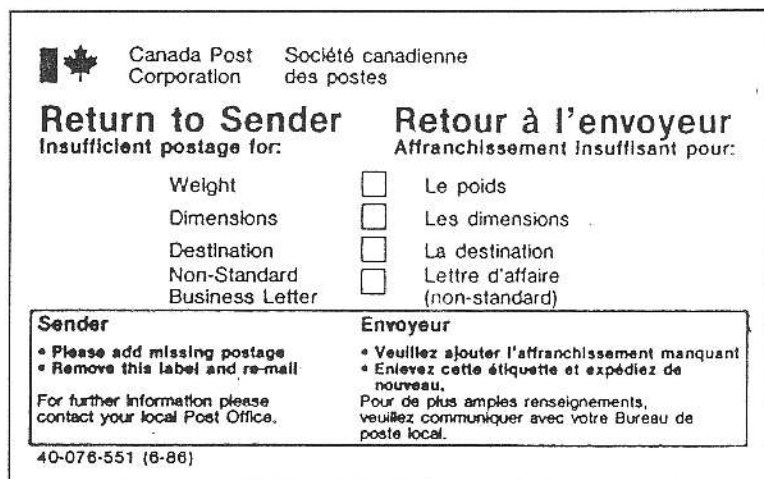 Canada Post Corporation
Société canadienne des postes
Return to Sender
Insufficient postage for:
Retour à l'envoyeur
Affranchissement insuffisant pour:
Weight Le poids
Dimensions Les dimensions
Destination La destination
Non-Standard Business Letter
Lettre d'affaire (non-standard)
Sender
• Please add missing postage
• Remove this label and re-mail
For further information please
contact your local Post Office.
Envoyeur
• Veuillez ajouter l'affranchissement manquant
• Enlevez cette étiquette et expédiez de
nouveau.
Pour de plus amples renseignements,
veuillez communiquer avec votre Bureau de
poste local.
40-076-551 (6-86)